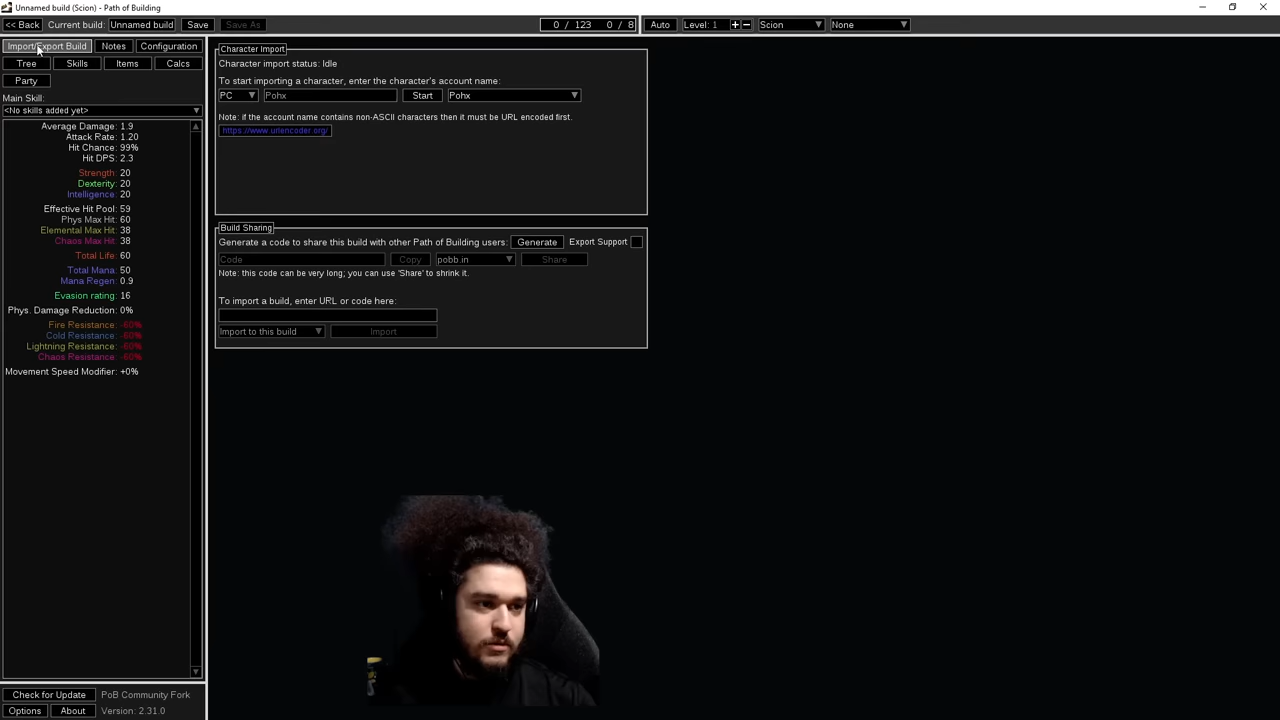 Unnamed build (Scion) - Path of Building
<< Back Current build: Unnamed build Save Save As 0 / 123 0 / 8 Auto Level: 1 + - Scion None
Import/Export Build Notes Configuration
Tree Skills Items Calcs
Party
Main Skill:
<No skills added yet>
Average Damage: 1.9
Attack Rate: 1.20
Hit Chance: 99%
Hit DPS: 2.3
Strength: 20
Dexterity: 20
Intelligence: 20
Effective Hit Pool: 59
Phys Max Hit: 60
Elemental Max Hit: 38
Chaos Max Hit: 38
Total Life: 60
Total Mana: 50
Mana Regen: 0.9
Evasion rating: 16
Phys. Damage Reduction: 0%
Fire Resistance: -60%
Cold Resistance: -60%
Lightning Resistance: -60%
Chaos Resistance: -60%
Movement Speed Modifier: +0%
Check for Update PoB Community Fork
Options About Version: 2.31.0
Character Import
Character import status: Idle
To start importing a character, enter the character's account name:
PC Pohx Start Pohx
Note: if the account name contains non-ASCII characters then it must be URL encoded first.
https://www.urlencoder.org/
Build Sharing
Generate a code to share this build with other Path of Building users: Generate Export Support
Code Copy pobb.in Share
Note: this code can be very long; you can use 'Share' to shrink it.
To import a build, enter URL or code here:
Import to this build Import